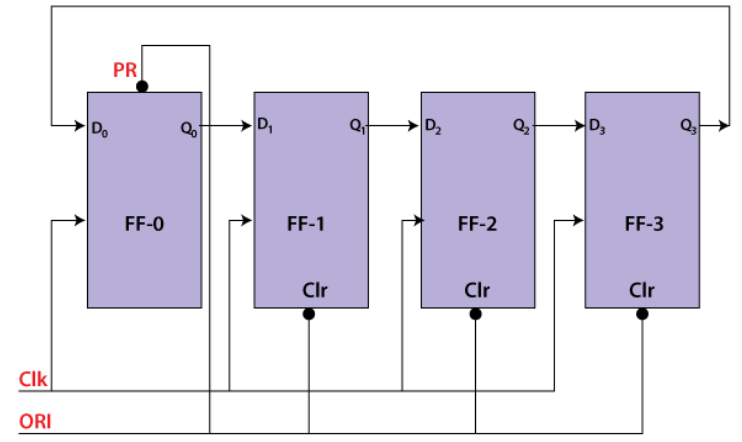 PR
D₀ Q₀ D₁ Q₁ D₂ Q₂ D₃ Q₃
FF-0 FF-1 FF-2 FF-3
Clr Clr Clr
Clk
ORI